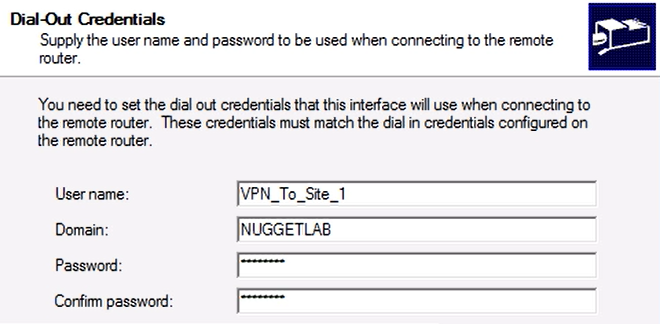 Dial-Out Credentials
Supply the user name and password to be used when connecting to the remote
router.
You need to set the dial out credentials that this interface will use when connecting to
the remote router. These credentials must match the dial in credentials configured on
the remote router.
User name: VPN_To_Site_1
Domain: NUGGETLAB
Password: ••••••••
Confirm password: ••••••••